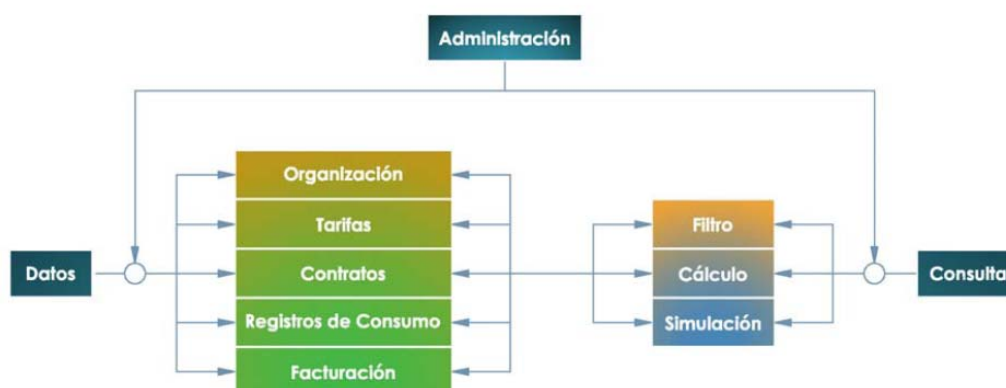 Administración
Organización
Tarifas
Filtro
Datos
Contratos
Cálculo
Consulta
Registros de Consumo
Simulación
Facturación